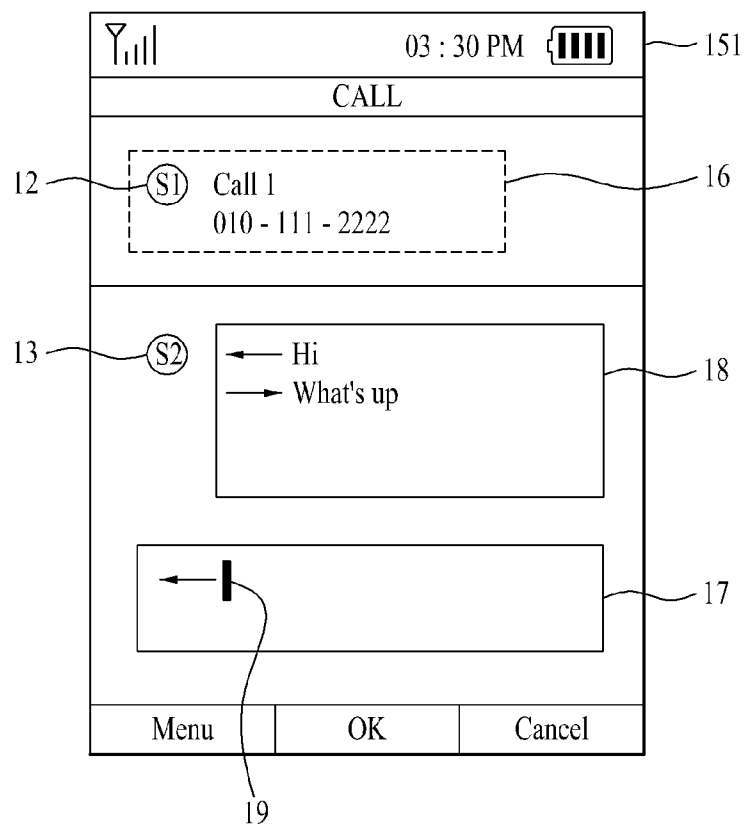 03 : 30 PM
151
CALL
12
S1
Call 1
16
010 - 111 - 2222
13
S2
Hi
18
What's up
17
Menu
OK
Cancel
19